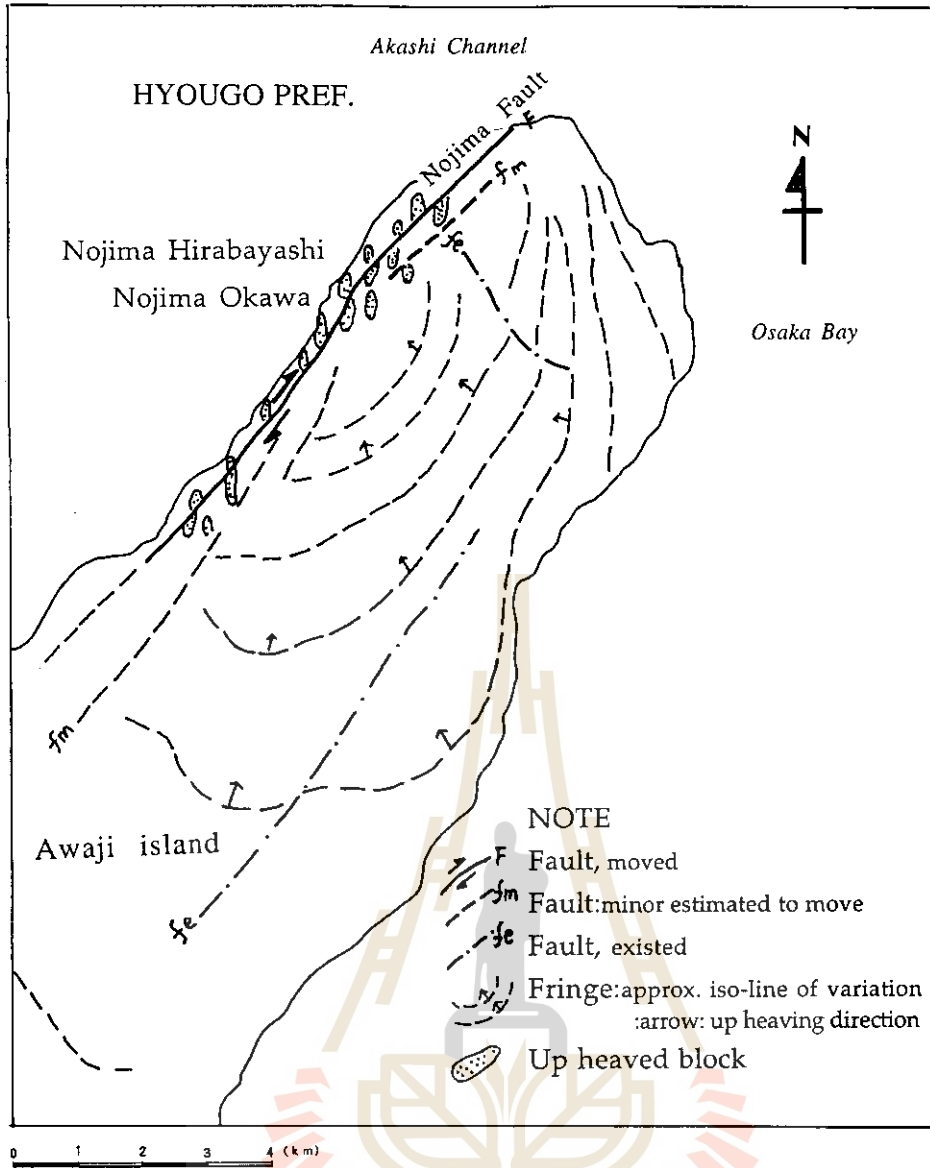 Akashi Channel
HYOUGO PREF.
Nojima Fault
F
N
fm
fe
Nojima Hirabayashi
Nojima Okawa
Osaka Bay
fm
Awaji island
fe
NOTE
F Fault, moved
fm Fault:minor estimated to move
fe Fault, existed
Fringe:approx. iso-line of variation
:arrow: up heaving direction
Up heaved block
0 1 2 3 4 (km)